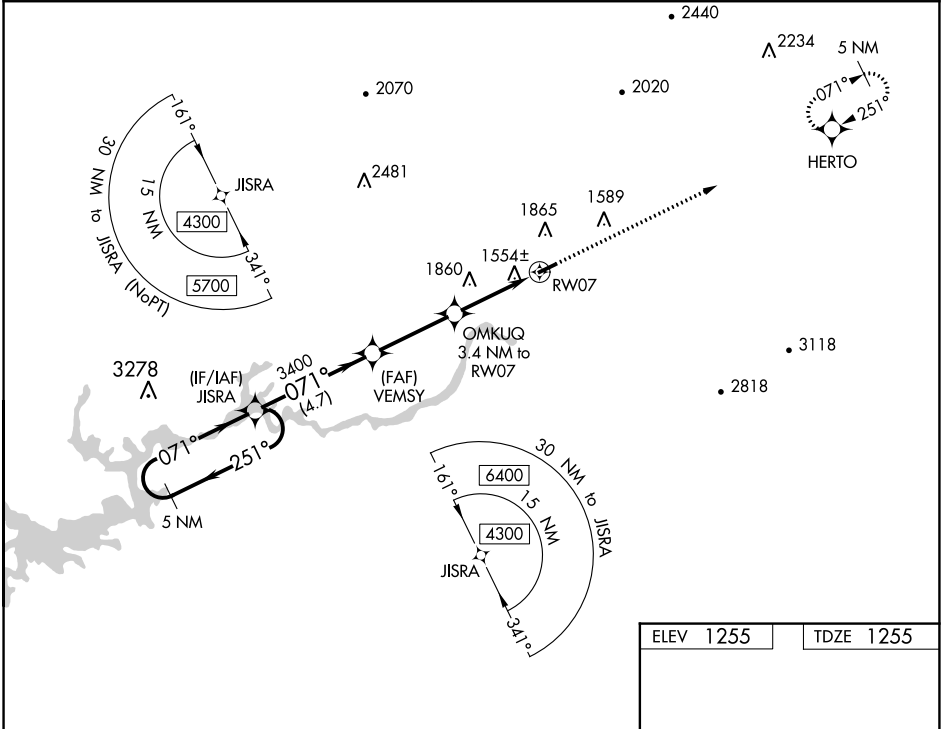 2440
2234
5 NM
071°
251°
HERTO
2070
2020
161°
JISRA
30 NM to JISRA (NoPT)
15 NM
4300
5700
341°
2481
1865
1589
1860
1554±
RW07
OMKUQ
3.4 NM to
RW07
3118
2818
3278
(IF/IAF)
JISRA
3400
071°
(4.7)
(FAF)
VEMSY
071°
251°
5 NM
30 NM to JISRA
6400
161°
15 NM
4300
JISRA
341°
ELEV 1255
TDZE 1255